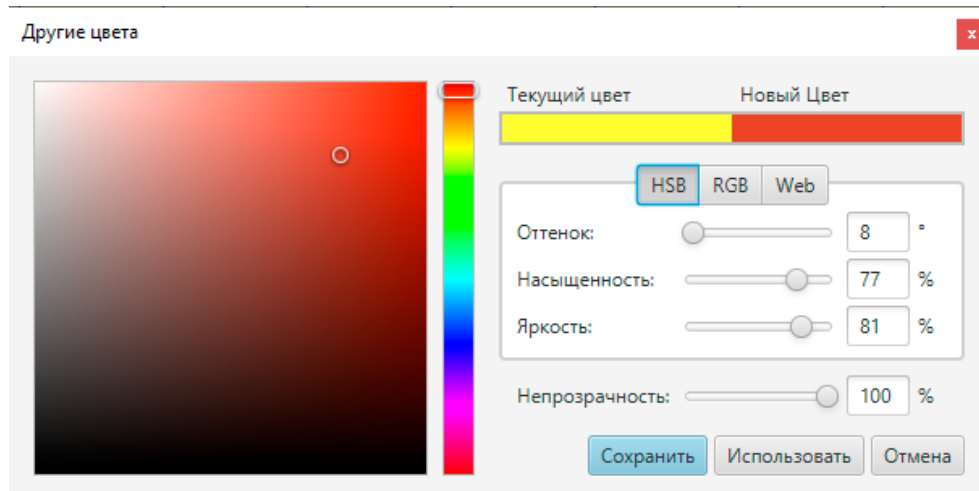 Другие цвета
x
Текущий цвет Новый Цвет
HSB RGB Web
Оттенок: 8 °
Насыщенность: 77 %
Яркость: 81 %
Непрозрачность: 100 %
Сохранить Использовать Отмена